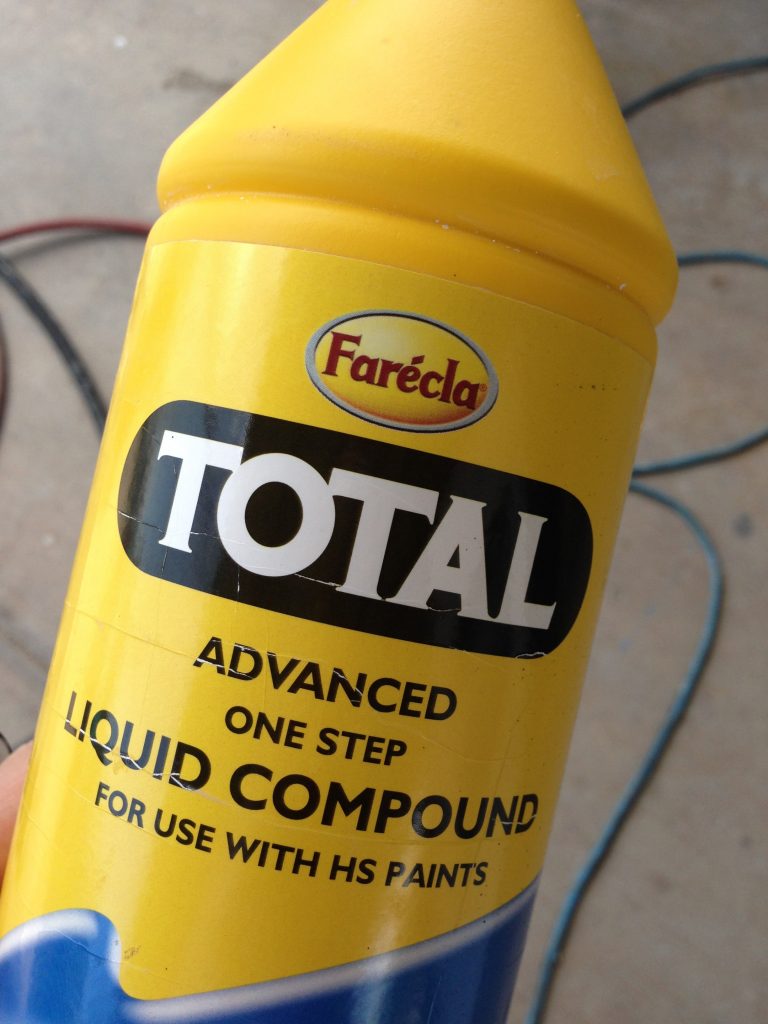 Farécla®
TOTAL
ADVANCED
ONE STEP
LIQUID COMPOUND
FOR USE WITH HS PAINTS